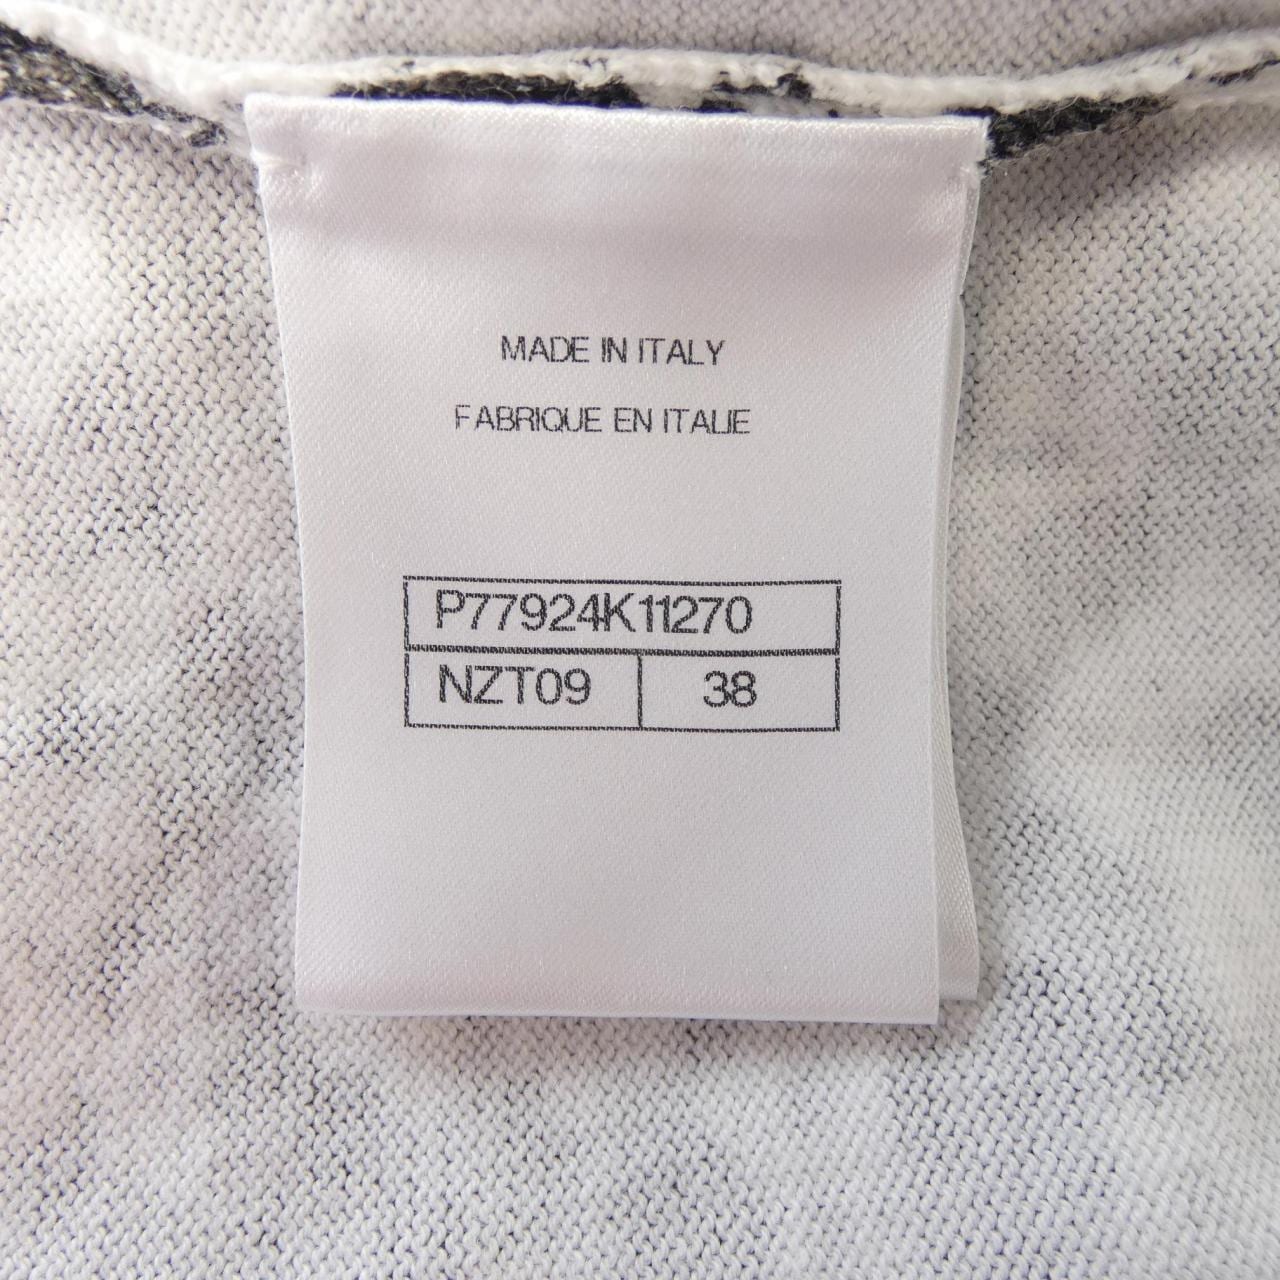 MADE IN ITALY
FABRIQUE EN ITALIE
P77924K11270
NZT09 38